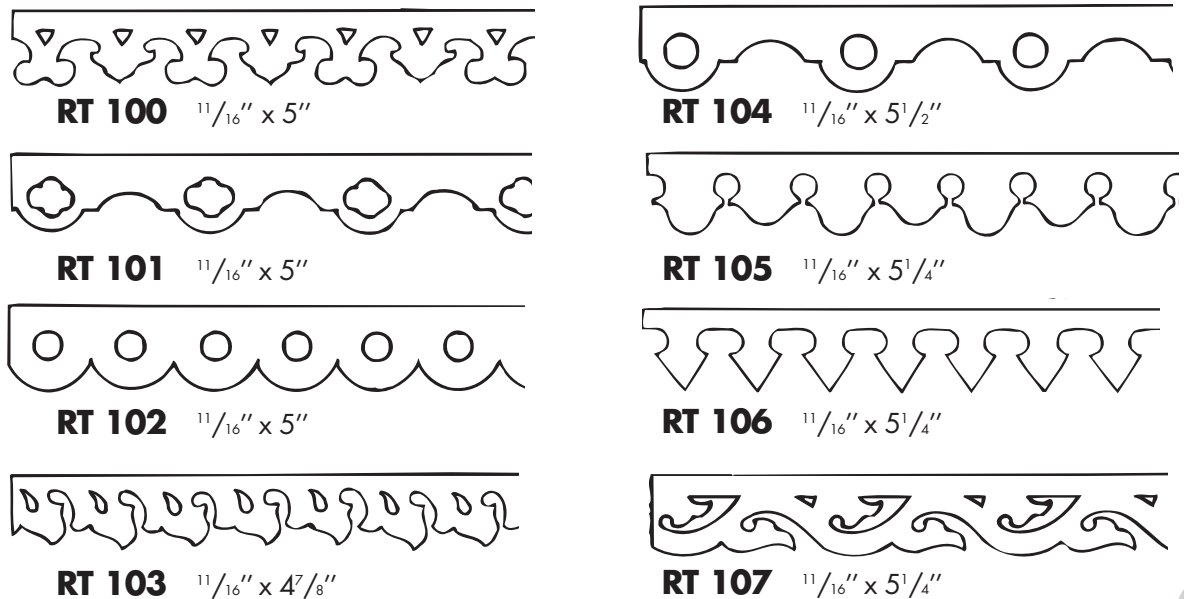 RT 100 11/16″ x 5″
RT 104 11/16″ x 5 1/2″
RT 101 11/16″ x 5″
RT 105 11/16″ x 5 1/4″
RT 102 11/16″ x 5″
RT 106 11/16″ x 5 1/4″
RT 103 11/16″ x 4 7/8″
RT 107 11/16″ x 5 1/4″